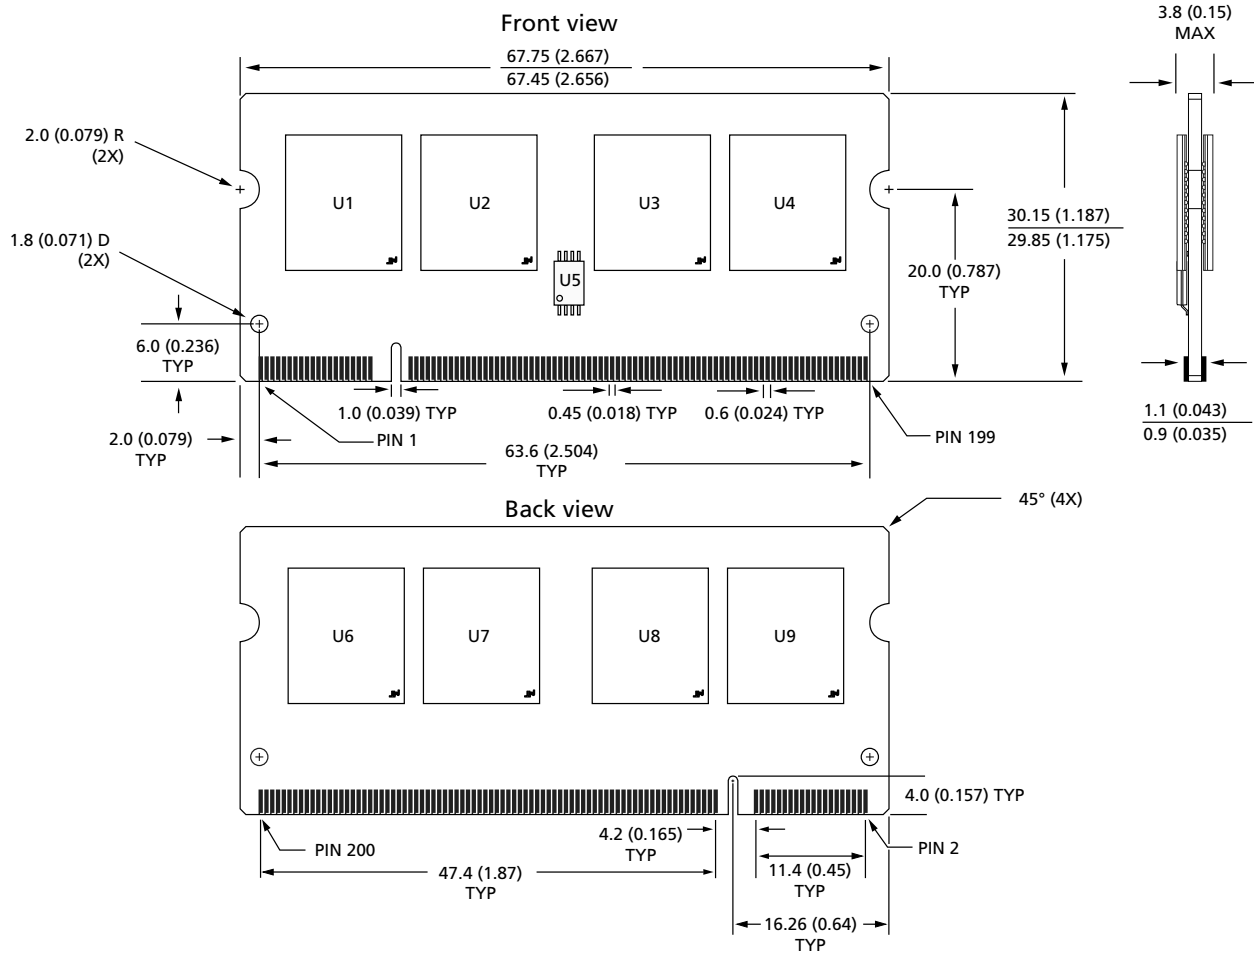 Front view
3.8 (0.15)
MAX
67.75 (2.667)
67.45 (2.656)
2.0 (0.079) R
(2X)
U1
U2
U3
U4
30.15 (1.187)
29.85 (1.175)
1.8 (0.071) D
(2X)
U5
20.0 (0.787)
TYP
6.0 (0.236)
TYP
1.0 (0.039) TYP
0.45 (0.018) TYP
0.6 (0.024) TYP
1.1 (0.043)
0.9 (0.035)
2.0 (0.079)
TYP
PIN 1
PIN 199
63.6 (2.504)
TYP
Back view
45° (4X)
U6
U7
U8
U9
4.0 (0.157) TYP
4.2 (0.165)
TYP
PIN 200
PIN 2
47.4 (1.87)
TYP
11.4 (0.45)
TYP
16.26 (0.64)
TYP